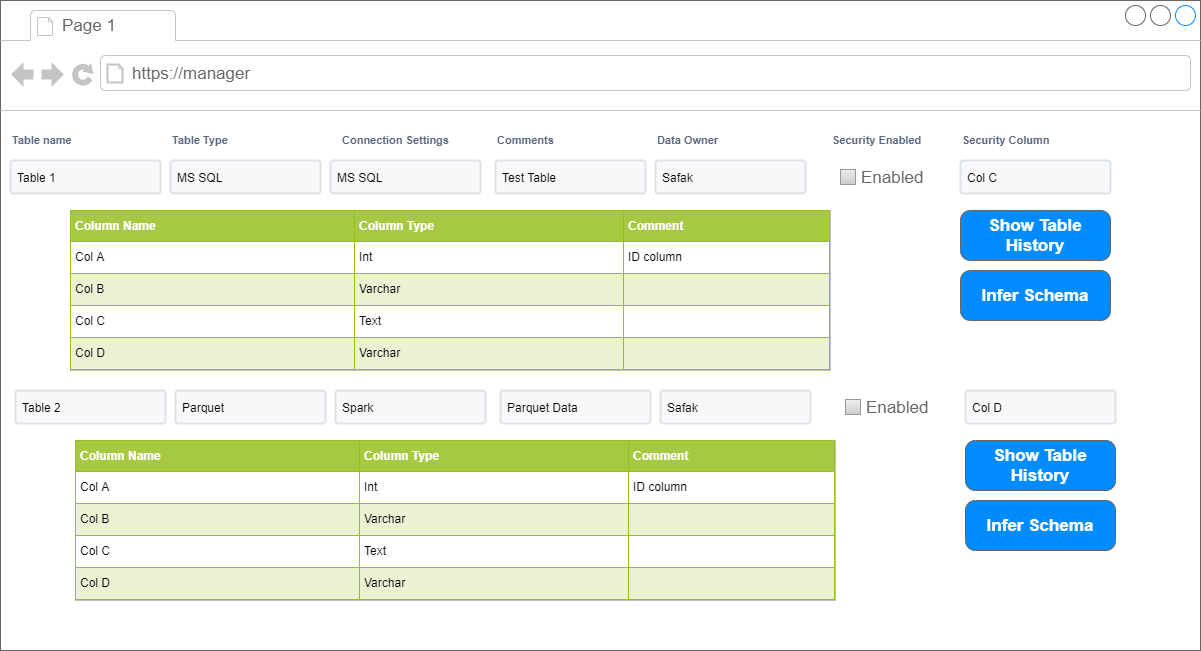 Page 1
https://manager
Table name Table Type Connection Settings Comments Data Owner Security Enabled Security Column
Table 1 MS SQL MS SQL Test Table Safak Enabled Col C
Column Name Column Type Comment
Show Table
History
Col A Int ID column
Col B Varchar
Infer Schema
Col C Text
Col D Varchar
Table 2 Parquet Spark Parquet Data Safak Enabled Col D
Column Name Column Type Comment
Show Table
History
Col A Int ID column
Col B Varchar
Infer Schema
Col C Text
Col D Varchar